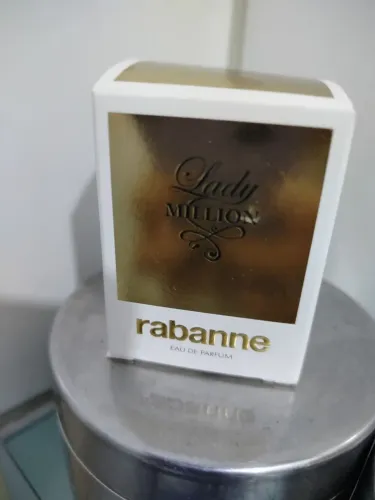 Lady
MILLION
rabanne
EAU DE PARFUM